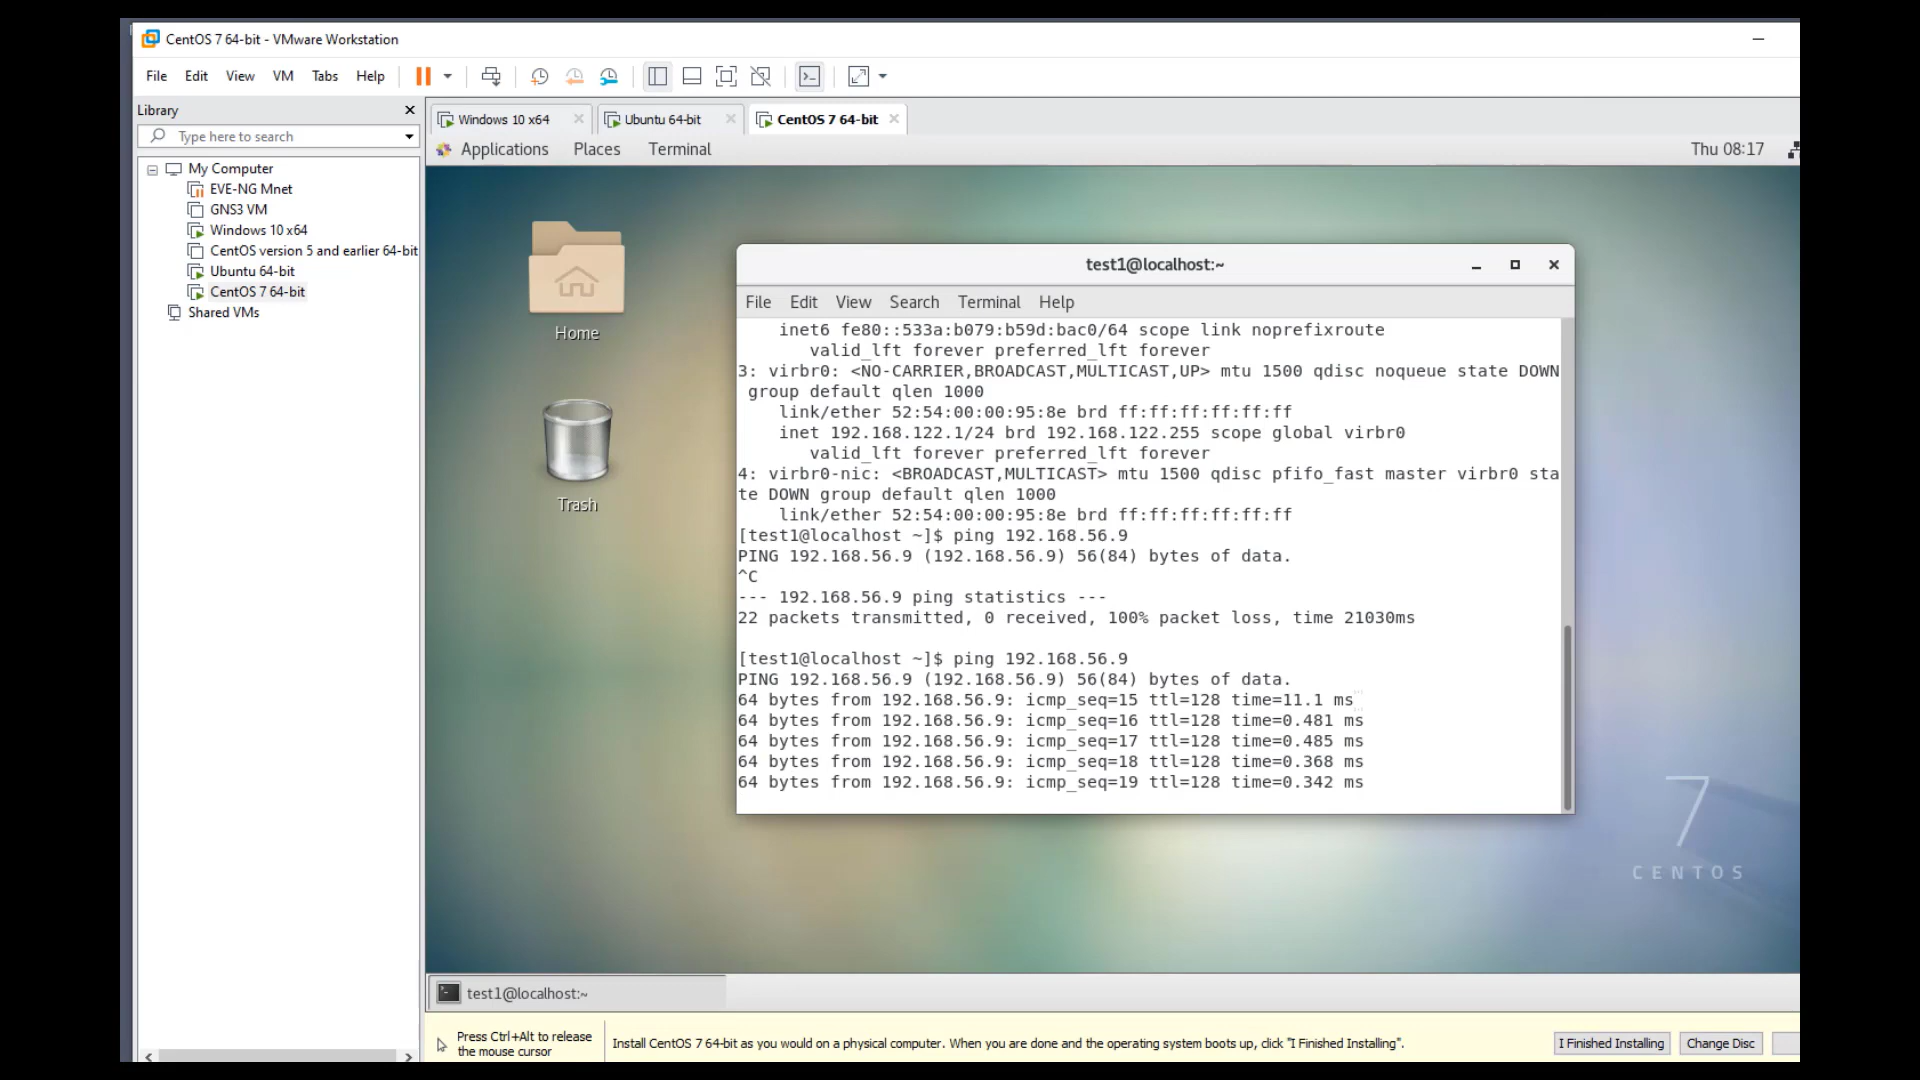 CentOS 7 64-bit - VMware Workstation
File Edit View VM Tabs Help
Library
Type here to search
My Computer
EVE-NG Mnet
GNS3 VM
Windows 10 x64
CentOS version 5 and earlier 64-bit
Ubuntu 64-bit
CentOS 7 64-bit
Shared VMs
Windows 10 x64 Ubuntu 64-bit CentOS 7 64-bit
Applications Places Terminal Thu 08:17
Home
Trash
test1@localhost:~
File Edit View Search Terminal Help
inet6 fe80::533a:b079:b59d:bac0/64 scope link noprefixroute
valid_lft forever preferred_lft forever
3: virbr0: <NO-CARRIER,BROADCAST,MULTICAST,UP> mtu 1500 qdisc noqueue state DOWN
group default qlen 1000
link/ether 52:54:00:00:95:8e brd ff:ff:ff:ff:ff:ff
inet 192.168.122.1/24 brd 192.168.122.255 scope global virbr0
valid_lft forever preferred_lft forever
4: virbr0-nic: <BROADCAST,MULTICAST> mtu 1500 qdisc pfifo_fast master virbr0 sta
te DOWN group default qlen 1000
link/ether 52:54:00:00:95:8e brd ff:ff:ff:ff:ff:ff
[test1@localhost ~]$ ping 192.168.56.9
PING 192.168.56.9 (192.168.56.9) 56(84) bytes of data.
^C
--- 192.168.56.9 ping statistics ---
22 packets transmitted, 0 received, 100% packet loss, time 21030ms
[test1@localhost ~]$ ping 192.168.56.9
PING 192.168.56.9 (192.168.56.9) 56(84) bytes of data.
64 bytes from 192.168.56.9: icmp_seq=15 ttl=128 time=11.1 ms
64 bytes from 192.168.56.9: icmp_seq=16 ttl=128 time=0.481 ms
64 bytes from 192.168.56.9: icmp_seq=17 ttl=128 time=0.485 ms
64 bytes from 192.168.56.9: icmp_seq=18 ttl=128 time=0.368 ms
64 bytes from 192.168.56.9: icmp_seq=19 ttl=128 time=0.342 ms
7
CENTOS
test1@localhost:~
Press Ctrl+Alt to release
the mouse cursor
Install CentOS 7 64-bit as you would on a physical computer. When you are done and the operating system boots up, click "I Finished Installing".
I Finished Installing Change Disc